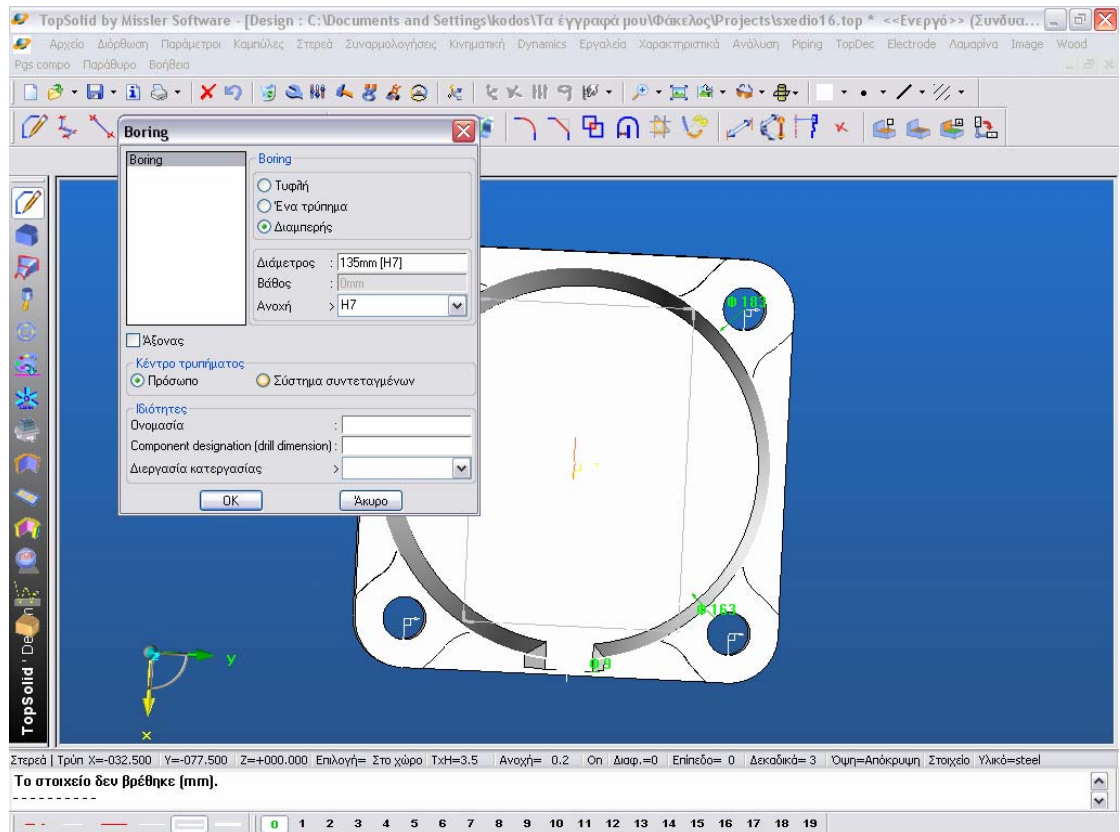 TopSolid by Missler Software - [Design : C:\Documents and Settings\kodos\Τα έγγραφά μου\Φάκελος\Projects\sxedio16.top * <<Ενεργό>> (Συνδυα...
Αρχείο Διόρθωση Παράμετροι Καμπύλες Στερεά Συναρμολογήσεις Κινηματική Dynamics Εργαλεία Χαρακτηριστικά Ανάλυση Piping TopDec Electrode Λαμαρίνα Image Wood
Pgs compo Παράθυρο Βοήθεια
Boring
Boring
Boring
Τυφλή
Ένα τρύπημα
Διαμπερής
Διάμετρος : 135mm [H7]
Βάθος : 0mm
Ανοχή > H7
Άξονας
Κέντρο τρυπήματος
Πρόσωπο Σύστημα συντεταγμένων
Ιδιότητες
Ονομασία :
Component designation (drill dimension) :
Διεργασία κατεργασίας >
OK Άκυρο
Φ 183
Φ 163
Φ 9
y
x
TopSolid'Design
Στερεά | Τρύπ X=-032.500 Y=-077.500 Z=+000.000 Επιλογή= Στο χώρο TxH=3.5 Ανοχή= 0.2 On Διαφ.=0 Επίπεδο= 0 Δεκαδικά= 3 Όψη=Απόκρυψη Στοιχείο Υλικό=steel
Το στοιχείο δεν βρέθηκε (mm).
----------
0 1 2 3 4 5 6 7 8 9 10 11 12 13 14 15 16 17 18 19